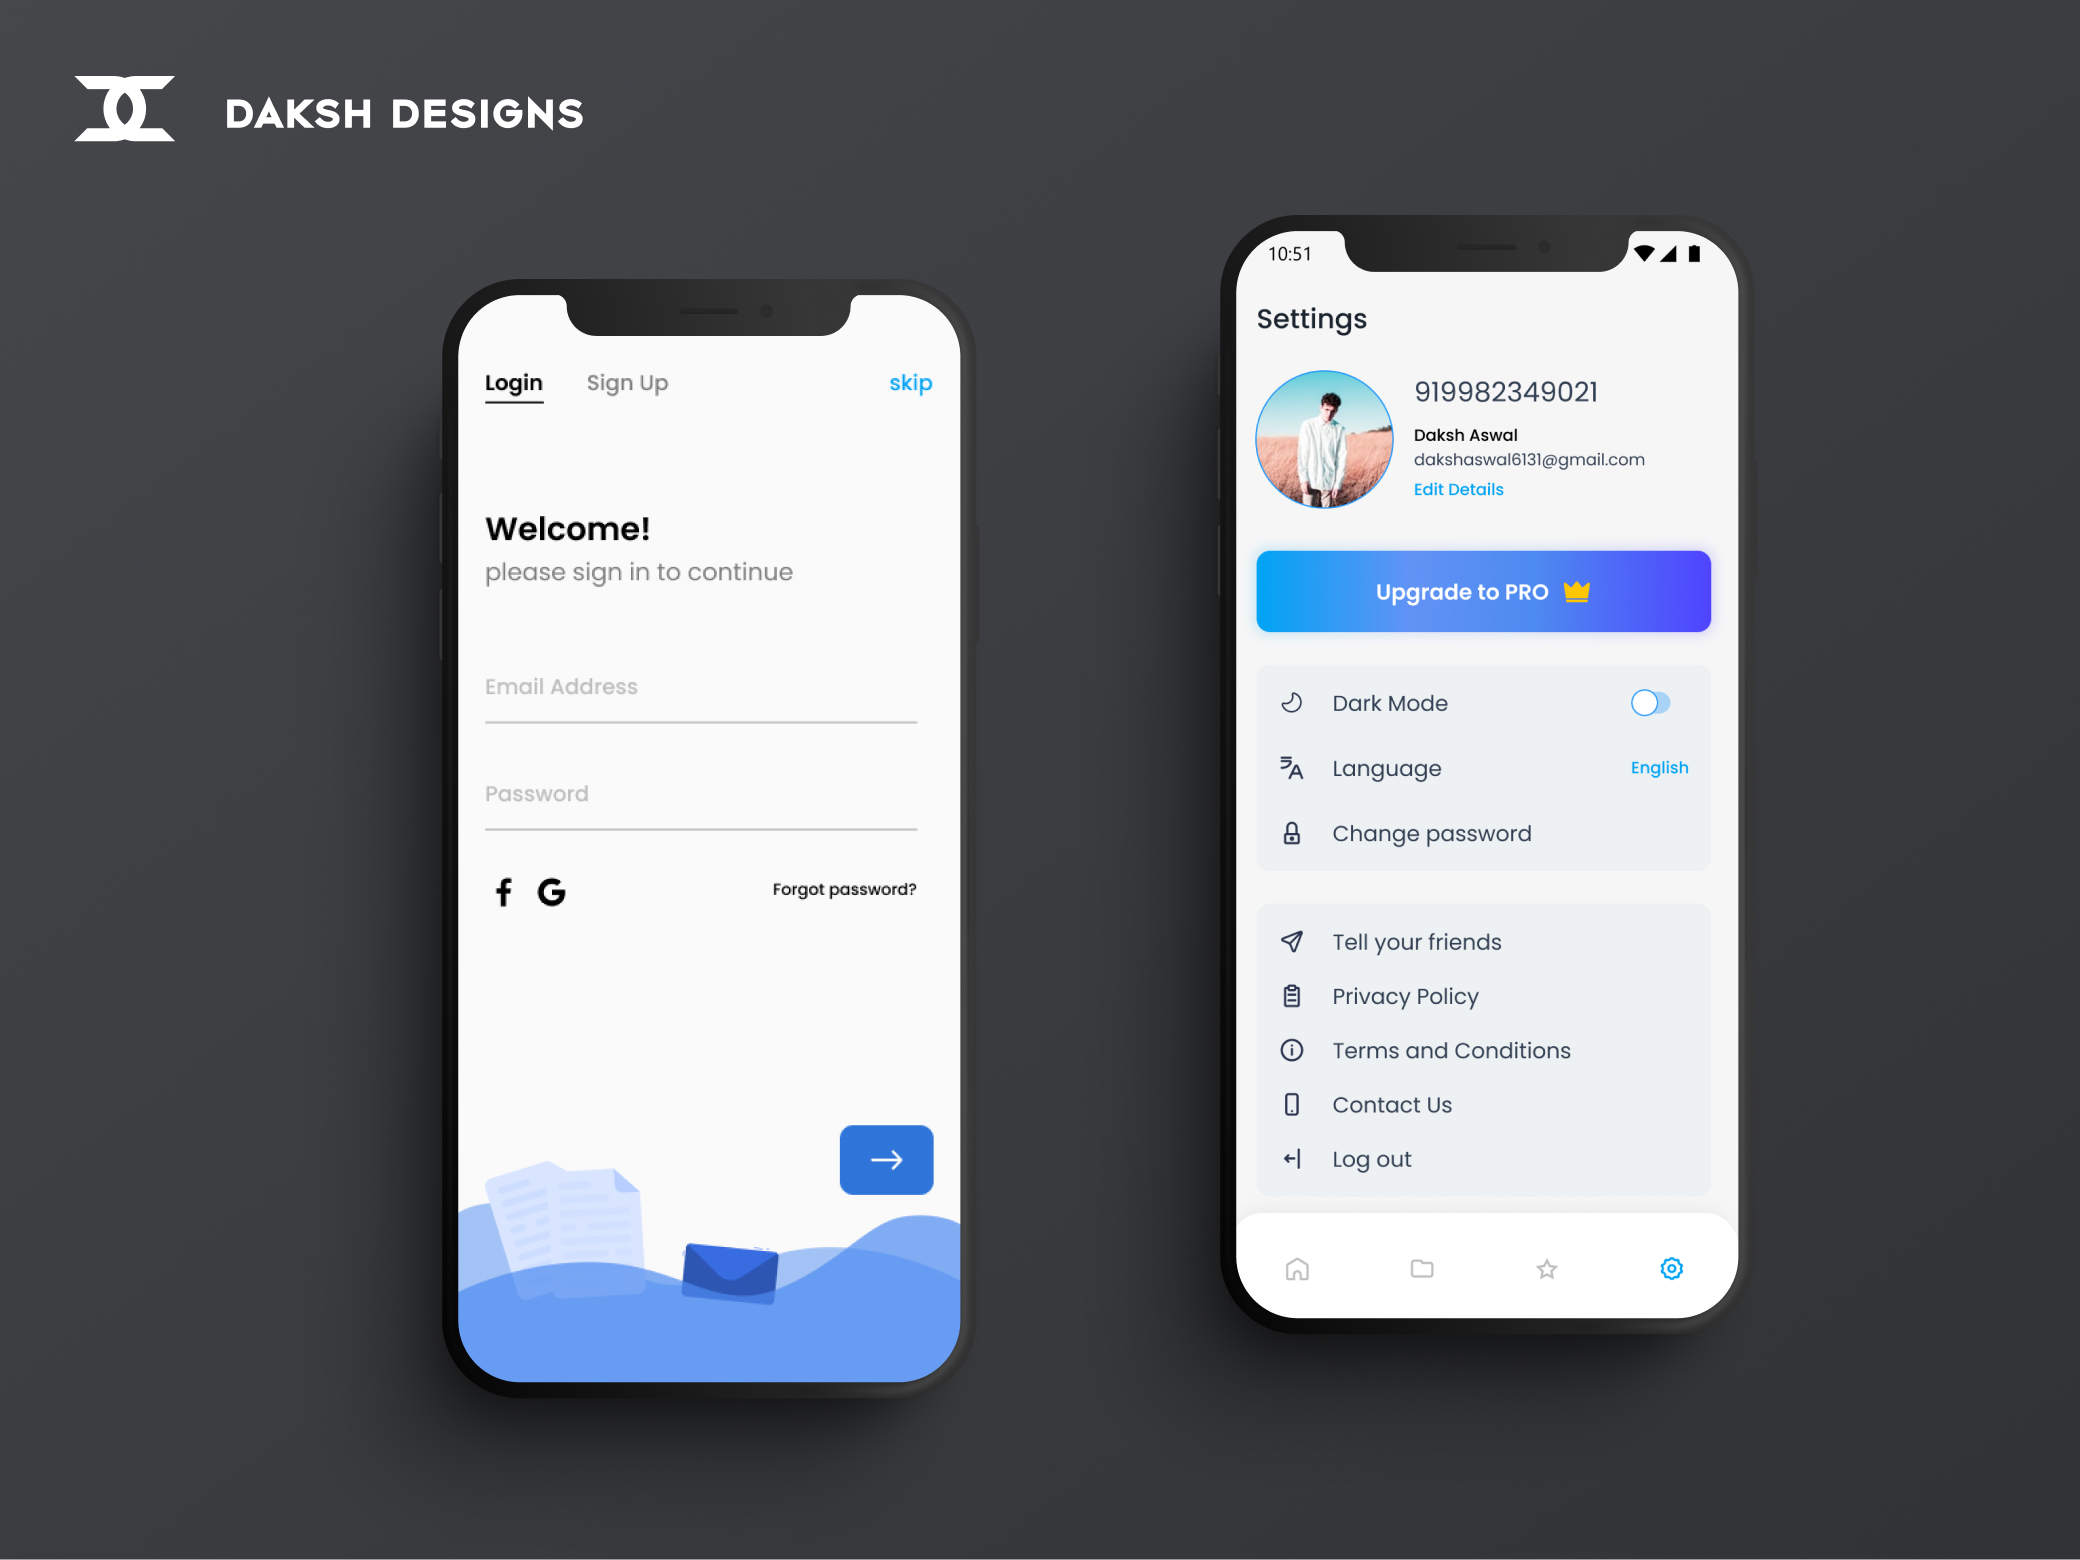 DAKSH DESIGNS
Login
Sign Up
skip
Welcome!
please sign in to continue
Email Address
Password
Forgot password?
10:51
Settings
919982349021
Daksh Aswal
dakshaswal6131@gmail.com
Edit Details
Upgrade to PRO
Dark Mode
Language
English
Change password
Tell your friends
Privacy Policy
Terms and Conditions
Contact Us
Log out